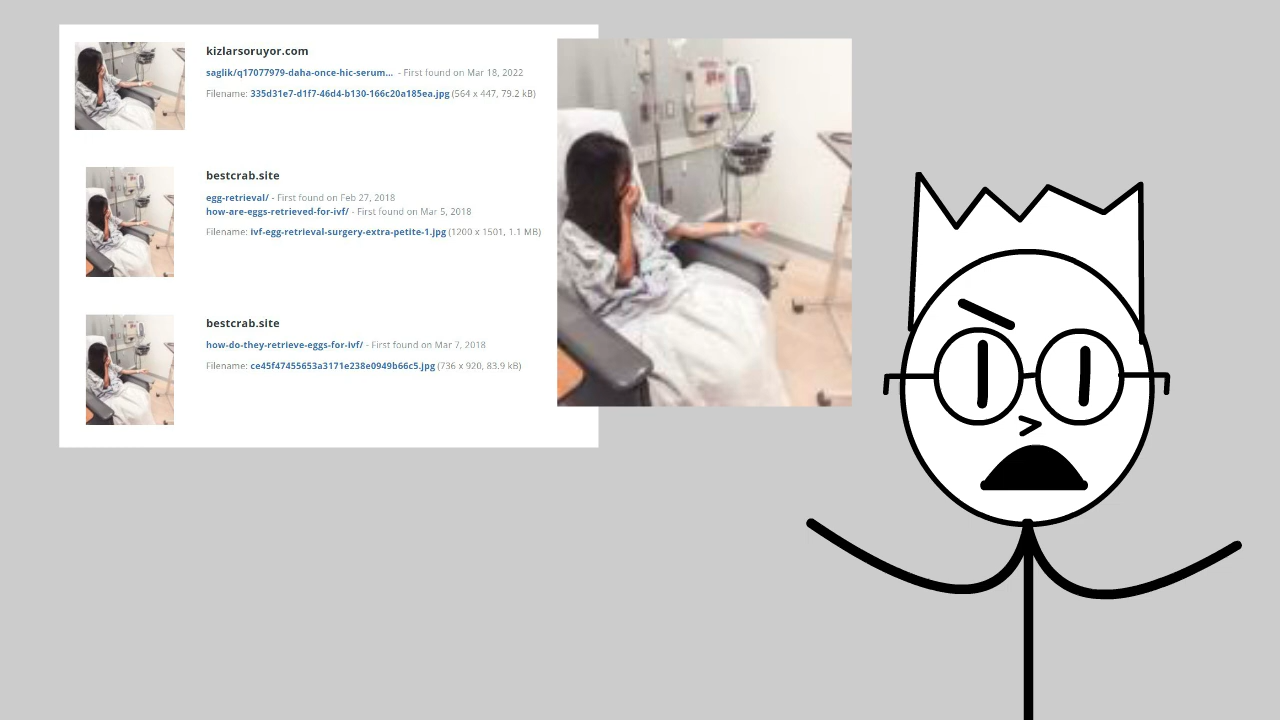 kizlarsoruyor.com
saglik/q17077979-daha-once-hic-serum... - First found on Mar 18, 2022
Filename: 335d31e7-d1f7-46d4-b130-166c20a185ea.jpg (564 x 447, 79.2 kB)
bestcrab.site
egg-retrieval/ - First found on Feb 27, 2018
how-are-eggs-retrieved-for-ivf/ - First found on Mar 5, 2018
Filename: ivf-egg-retrieval-surgery-extra-petite-1.jpg (1200 x 1501, 1.1 MB)
bestcrab.site
how-do-they-retrieve-eggs-for-ivf/ - First found on Mar 7, 2018
Filename: ce45f47455653a3171e238e0949b66c5.jpg (736 x 920, 83.9 kB)